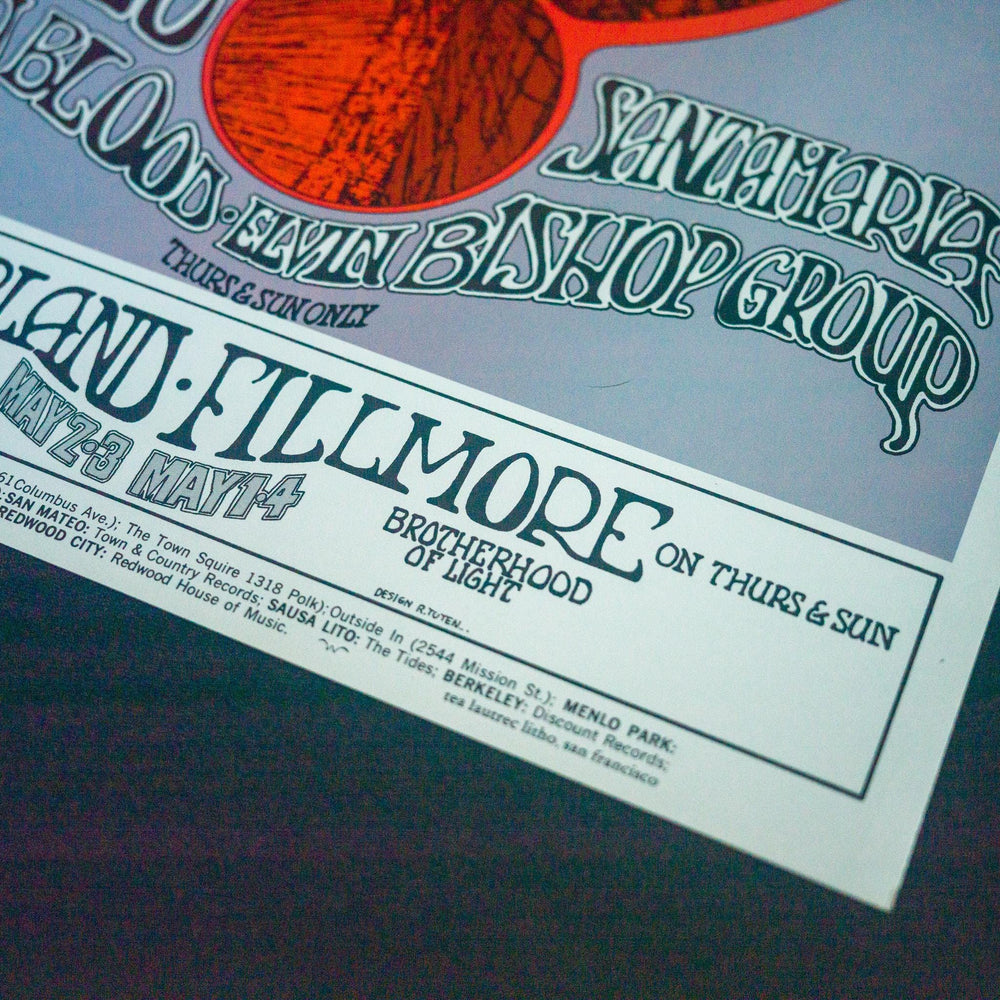 SANTAMARIA
BLOOD • ELVIN BISHOP GROUP
THURS & SUN ONLY
LAND • FILLMORE ON THURS & SUN
MAY 2•3 MAY 1•4
BROTHERHOOD
OF LIGHT
DESIGN R.TUTEN..
61 Columbus Ave.); The Town Squire 1318 Polk); Outside In (2544 Mission St.); MENLO PARK:
SAN MATEO: Town & Country Records; SAUSA LITO: The Tides; BERKELEY: Discount Records;
REDWOOD CITY: Redwood House of Music.
tea lautrec litho, san francisco